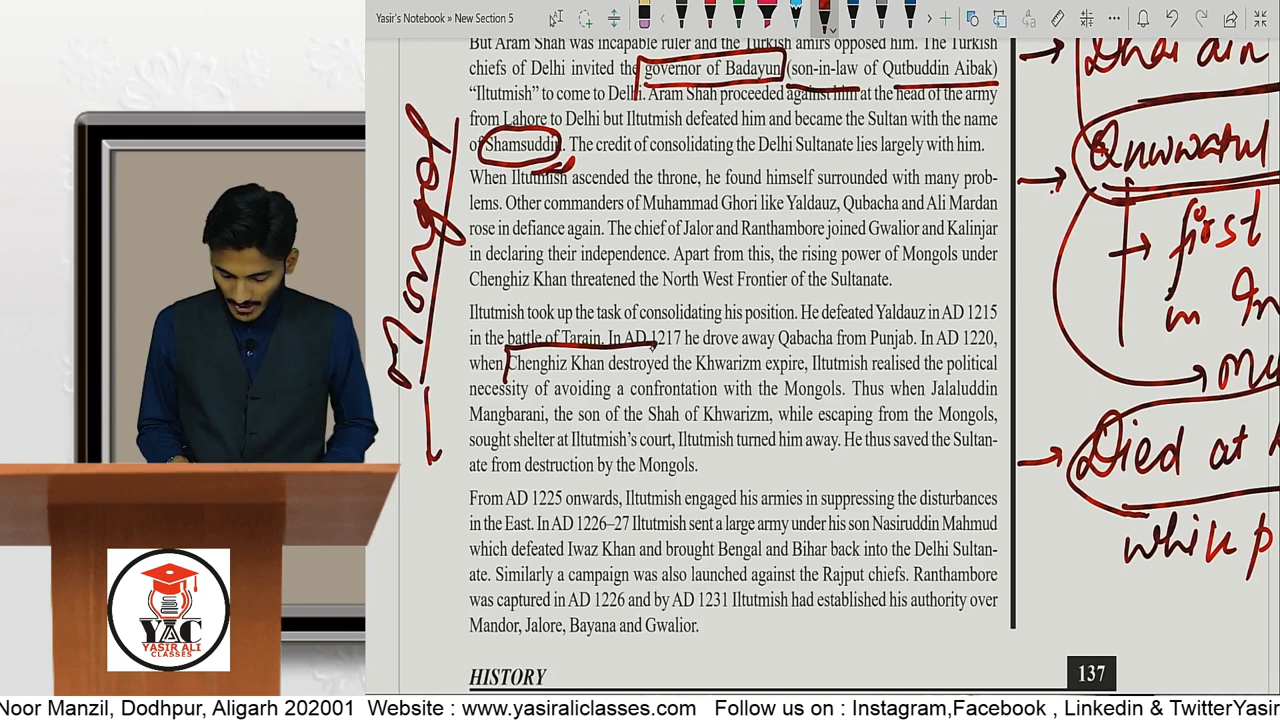 Yasir's Notebook » New Section 5
But Aram Shah was incapable ruler and the Turkish amirs opposed him. The Turkish
chiefs of Delhi invited the governor of Badayun (son-in-law of Qutbuddin Aibak)
“Iltutmish” to come to Delhi. Aram Shah proceeded against him at the head of the army
from Lahore to Delhi but Iltutmish defeated him and became the Sultan with the name
of Shamsuddin. The credit of consolidating the Delhi Sultanate lies largely with him.
When Iltutmish ascended the throne, he found himself surrounded with many prob-
lems. Other commanders of Muhammad Ghori like Yaldauz, Qubacha and Ali Mardan
rose in defiance again. The chief of Jalor and Ranthambore joined Gwalior and Kalinjar
in declaring their independence. Apart from this, the rising power of Mongols under
Chenghiz Khan threatened the North West Frontier of the Sultanate.
Iltutmish took up the task of consolidating his position. He defeated Yaldauz in AD 1215
in the battle of Tarain. In AD 1217 he drove away Qabacha from Punjab. In AD 1220,
when Chenghiz Khan destroyed the Khwarizm expire, Iltutmish realised the political
necessity of avoiding a confrontation with the Mongols. Thus when Jalaluddin
Mangbarani, the son of the Shah of Khwarizm, while escaping from the Mongols,
sought shelter at Iltutmish's court, Iltutmish turned him away. He thus saved the Sultan-
ate from destruction by the Mongols.
From AD 1225 onwards, Iltutmish engaged his armies in suppressing the disturbances
in the East. In AD 1226–27 Iltutmish sent a large army under his son Nasiruddin Mahmud
which defeated Iwaz Khan and brought Bengal and Bihar back into the Delhi Sultan-
ate. Similarly a campaign was also launched against the Rajput chiefs. Ranthambore
was captured in AD 1226 and by AD 1231 Iltutmish had established his authority over
Mandor, Jalore, Bayana and Gwalior.
HISTORY
137
Dhai din
Quwwatul
first
in In
Died at
while p
YAC
YASIR ALI
CLASSES
Noor Manzil, Dodhpur, Aligarh 202001 Website : www.yasiraliclasses.com Follow us on : Instagram,Facebook , Linkedin & TwitterYasir